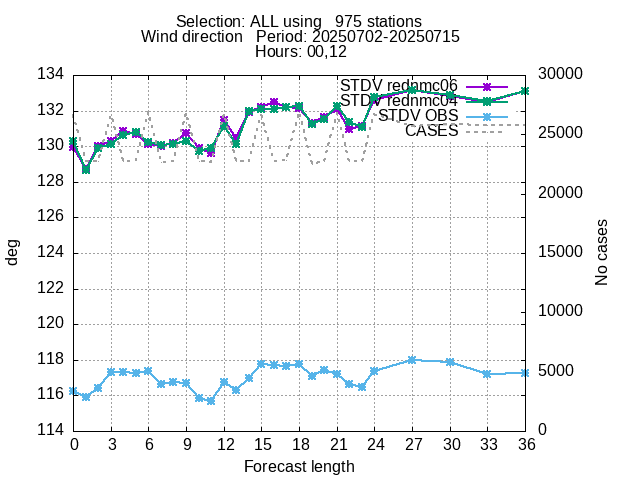 Selection: ALL using   975 stations
Wind direction   Period: 20250702-20250715
Hours: 00,12
STDV rednmc06
STDV rednmc04
STDV OBS
CASES
134
132
130
128
126
124
122
120
118
116
114
30000
25000
20000
15000
10000
5000
0
deg
No cases
0 3 6 9 12 15 18 21 24 27 30 33 36
Forecast length